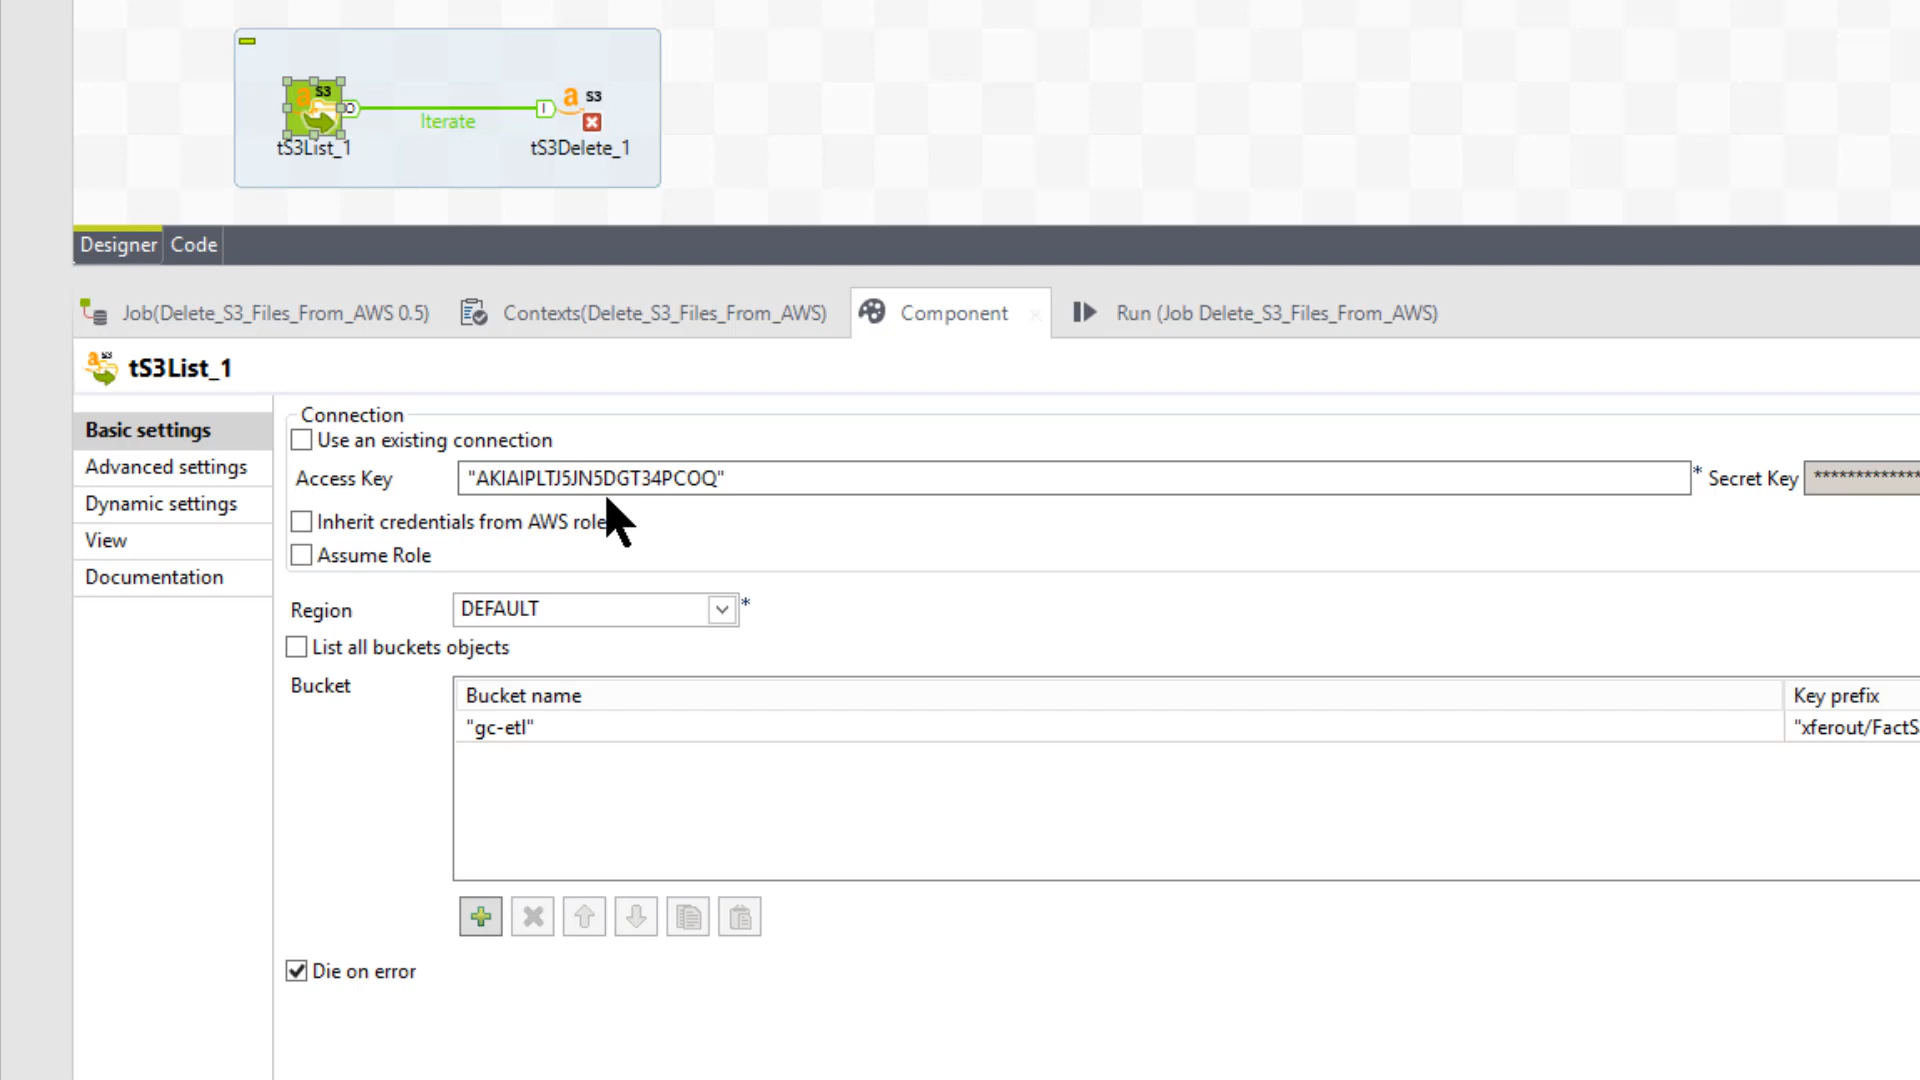 S3
S3
Iterate
tS3List_1
tS3Delete_1
Designer
Code
Job(Delete_S3_Files_From_AWS 0.5)
Contexts(Delete_S3_Files_From_AWS)
Component
Run (Job Delete_S3_Files_From_AWS)
tS3List_1
Basic settings
Advanced settings
Dynamic settings
View
Documentation
Connection
Use an existing connection
Access Key "AKIAIPLTJ5JN5DGT34PCOQ" * Secret Key **************
Inherit credentials from AWS role
Assume Role
Region DEFAULT *
List all buckets objects
Bucket
Bucket name Key prefix
"gc-etl" "xferout/FactS
Die on error